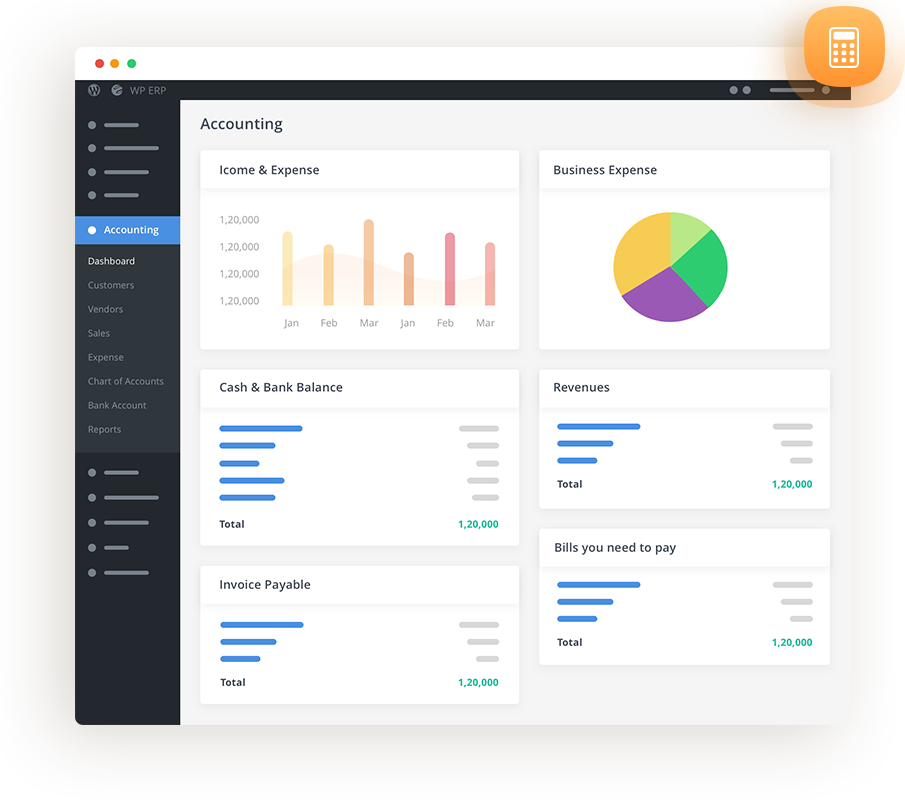 WP ERP
Accounting
Dashboard
Customers
Vendors
Sales
Expense
Chart of Accounts
Bank Account
Reports
Accounting
Icome & Expense
1,20,000
1,20,000
1,20,000
1,20,000
Jan Feb Mar Jan Feb Mar
Business Expense
Cash & Bank Balance
Total 1,20,000
Revenues
Total 1,20,000
Invoice Payable
Total 1,20,000
Bills you need to pay
Total 1,20,000